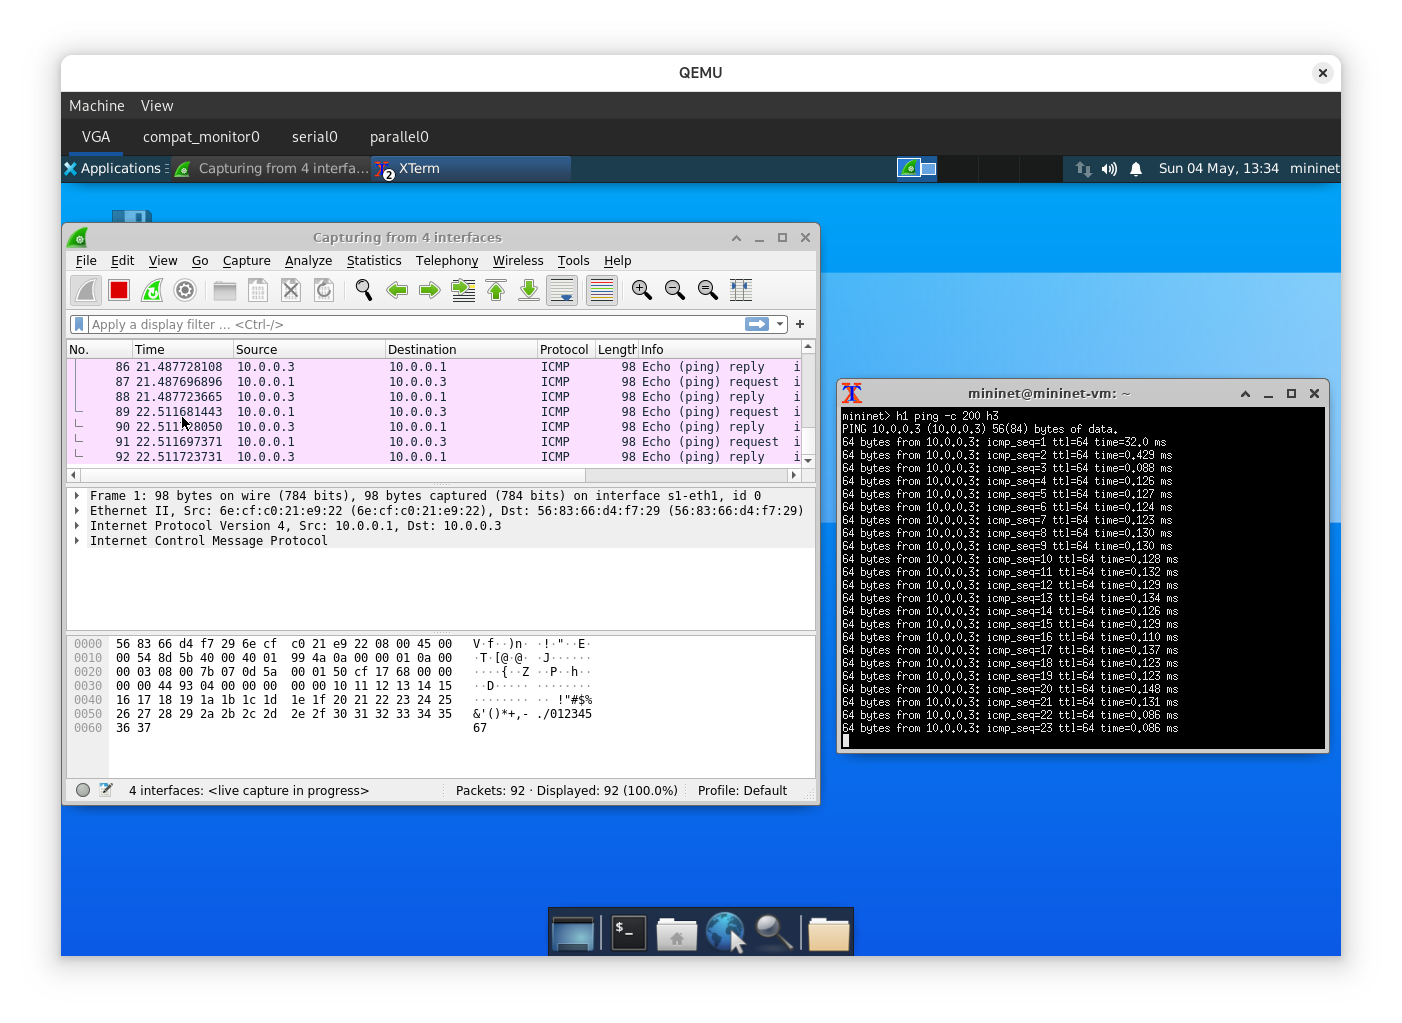 QEMU
Machine View
VGA compat_monitor0 serial0 parallel0
Applications Capturing from 4 interfa... 2 XTerm Sun 04 May, 13:34 mininet
Capturing from 4 interfaces
File Edit View Go Capture Analyze Statistics Telephony Wireless Tools Help
Apply a display filter ... <Ctrl-/>
No. Time Source Destination Protocol Length Info
86 21.487728108 10.0.0.3 10.0.0.1 ICMP 98 Echo (ping) reply i
87 21.487696896 10.0.0.1 10.0.0.3 ICMP 98 Echo (ping) request i
88 21.487723665 10.0.0.3 10.0.0.1 ICMP 98 Echo (ping) reply i
89 22.511681443 10.0.0.1 10.0.0.3 ICMP 98 Echo (ping) request i
90 10.0.0.3 10.0.0.1 ICMP 98 Echo (ping) reply i
91 22.511697371 10.0.0.1 10.0.0.3 ICMP 98 Echo (ping) request i
92 22.511723731 10.0.0.3 10.0.0.1 ICMP 98 Echo (ping) reply i
Frame 1: 98 bytes on wire (784 bits), 98 bytes captured (784 bits) on interface s1-eth1, id 0
Ethernet II, Src: 6e:cf:c0:21:e9:22 (6e:cf:c0:21:e9:22), Dst: 56:83:66:d4:f7:29 (56:83:66:d4:f7:29)
Internet Protocol Version 4, Src: 10.0.0.1, Dst: 10.0.0.3
Internet Control Message Protocol
0000 56 83 66 d4 f7 29 6e cf c0 21 e9 22 08 00 45 00 V·f··)n· ·!·"··E·
0010 00 54 8d 5b 40 00 40 01 99 4a 0a 00 00 01 0a 00 ·T·[@·@· ·J······
0020 00 03 08 00 7b 07 0d 5a 00 01 50 cf 17 68 00 00 ····{··Z ··P··h··
0030 00 00 44 93 04 00 00 00 00 00 10 11 12 13 14 15 ··D····· ········
0040 16 17 18 19 1a 1b 1c 1d 1e 1f 20 21 22 23 24 25 ········ ·· !"#$%
0050 26 27 28 29 2a 2b 2c 2d 2e 2f 30 31 32 33 34 35 &'()*+,- ./012345
0060 36 37 67
4 interfaces: <live capture in progress> Packets: 92 · Displayed: 92 (100.0%) Profile: Default
mininet@mininet-vm: ~
mininet> h1 ping -c 200 h3
PING 10.0.0.3 (10.0.0.3) 56(84) bytes of data.
64 bytes from 10.0.0.3: icmp_seq=1 ttl=64 time=32.0 ms
64 bytes from 10.0.0.3: icmp_seq=2 ttl=64 time=0.429 ms
64 bytes from 10.0.0.3: icmp_seq=3 ttl=64 time=0.088 ms
64 bytes from 10.0.0.3: icmp_seq=4 ttl=64 time=0.126 ms
64 bytes from 10.0.0.3: icmp_seq=5 ttl=64 time=0.127 ms
64 bytes from 10.0.0.3: icmp_seq=6 ttl=64 time=0.124 ms
64 bytes from 10.0.0.3: icmp_seq=7 ttl=64 time=0.123 ms
64 bytes from 10.0.0.3: icmp_seq=8 ttl=64 time=0.130 ms
64 bytes from 10.0.0.3: icmp_seq=9 ttl=64 time=0.130 ms
64 bytes from 10.0.0.3: icmp_seq=10 ttl=64 time=0.128 ms
64 bytes from 10.0.0.3: icmp_seq=11 ttl=64 time=0.132 ms
64 bytes from 10.0.0.3: icmp_seq=12 ttl=64 time=0.129 ms
64 bytes from 10.0.0.3: icmp_seq=13 ttl=64 time=0.134 ms
64 bytes from 10.0.0.3: icmp_seq=14 ttl=64 time=0.126 ms
64 bytes from 10.0.0.3: icmp_seq=15 ttl=64 time=0.129 ms
64 bytes from 10.0.0.3: icmp_seq=16 ttl=64 time=0.110 ms
64 bytes from 10.0.0.3: icmp_seq=17 ttl=64 time=0.137 ms
64 bytes from 10.0.0.3: icmp_seq=18 ttl=64 time=0.123 ms
64 bytes from 10.0.0.3: icmp_seq=19 ttl=64 time=0.123 ms
64 bytes from 10.0.0.3: icmp_seq=20 ttl=64 time=0.148 ms
64 bytes from 10.0.0.3: icmp_seq=21 ttl=64 time=0.131 ms
64 bytes from 10.0.0.3: icmp_seq=22 ttl=64 time=0.086 ms
64 bytes from 10.0.0.3: icmp_seq=23 ttl=64 time=0.086 ms
$_